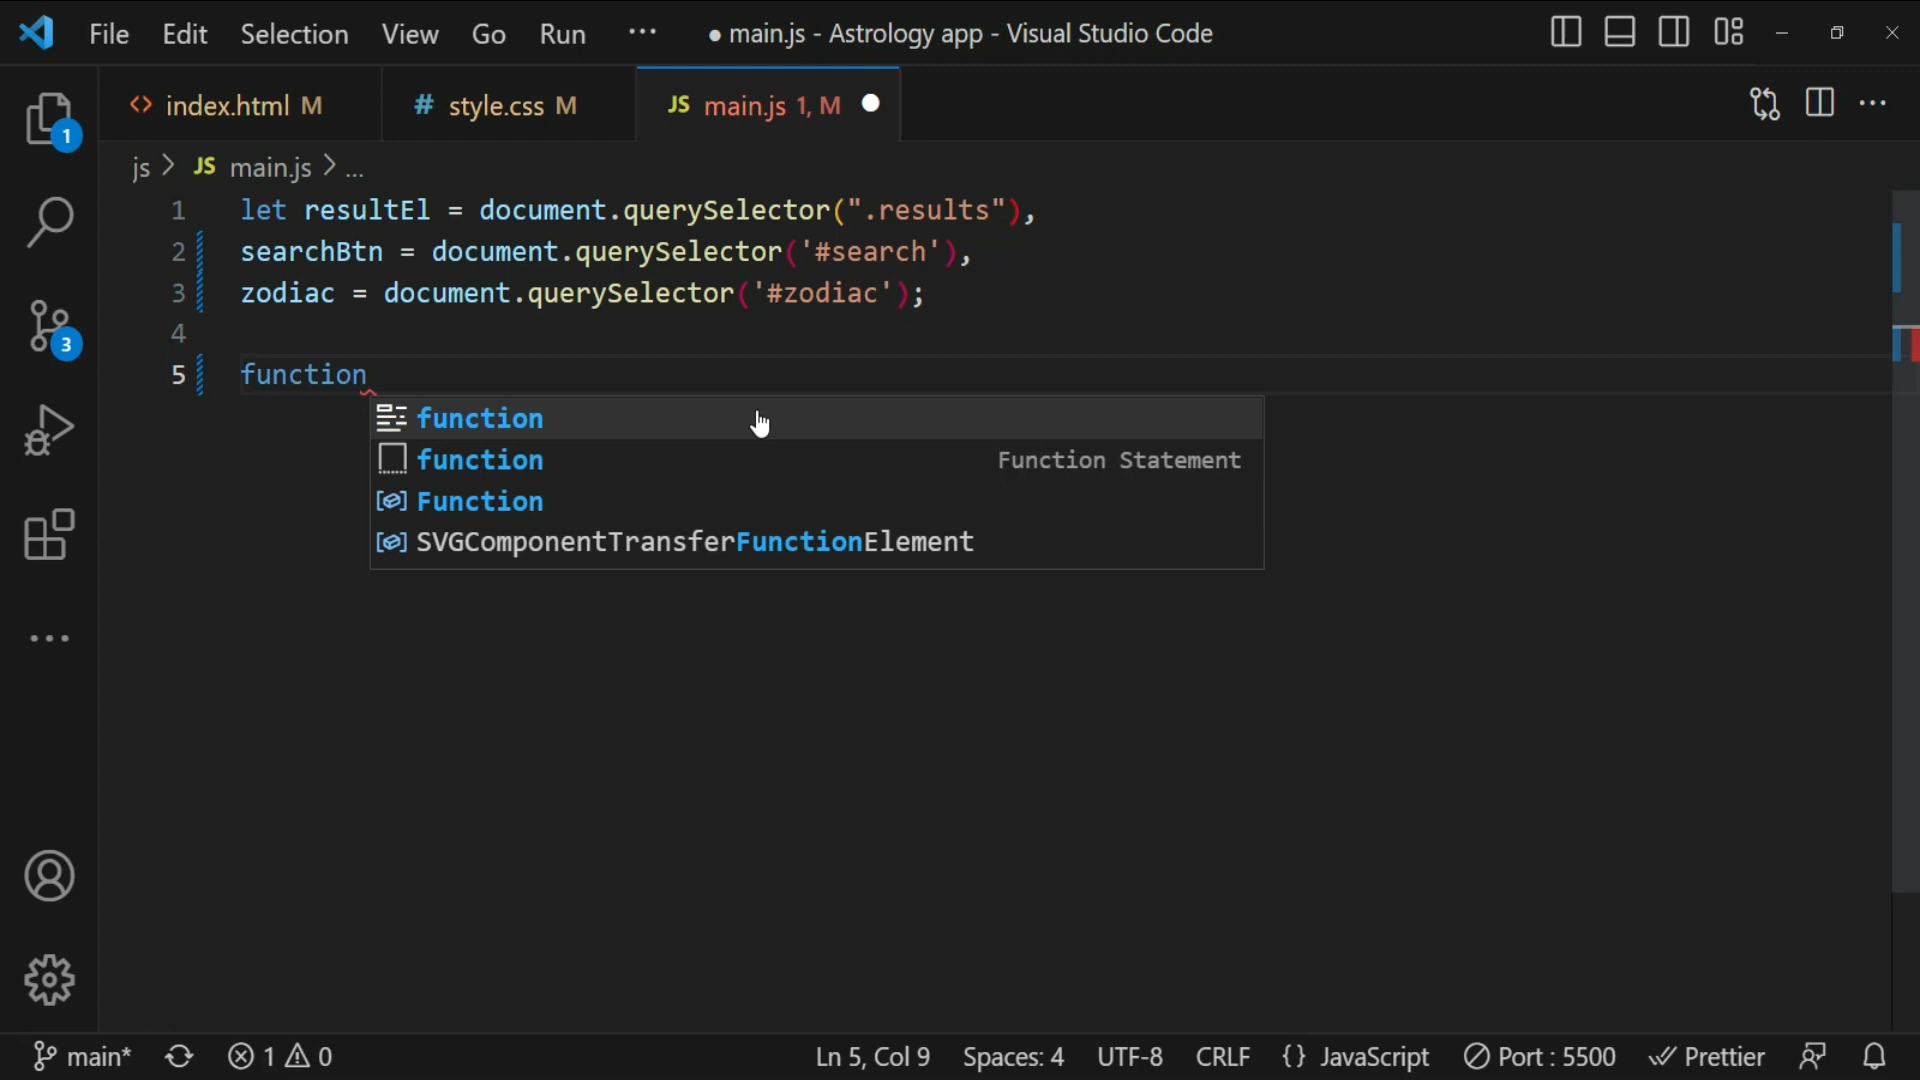 File Edit Selection View Go Run ··· ● main.js - Astrology app - Visual Studio Code
<> index.html M # style.css M JS main.js 1, M ●
js > JS main.js > ...
1 let resultEl = document.querySelector(".results"),
2 searchBtn = document.querySelector('#search'),
3 zodiac = document.querySelector('#zodiac');
4
5 function
function
function Function Statement
Function
SVGComponentTransferFunctionElement
1
3
main* 1 0 Ln 5, Col 9 Spaces: 4 UTF-8 CRLF {} JavaScript Port : 5500 Prettier